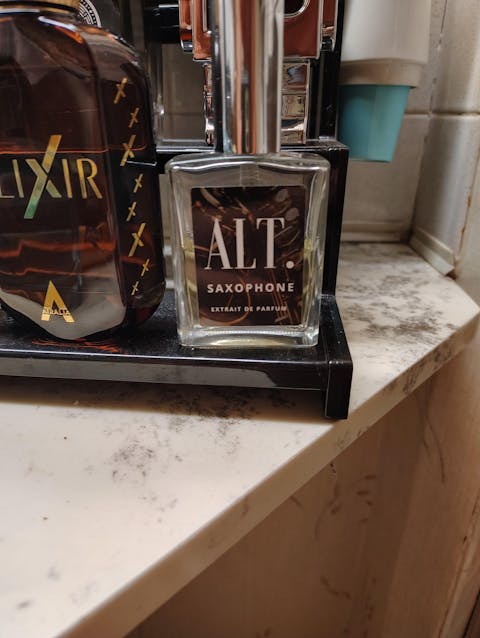 LIXIR
ALT.
SAXOPHONE
EXTRAIT DE PARFUM